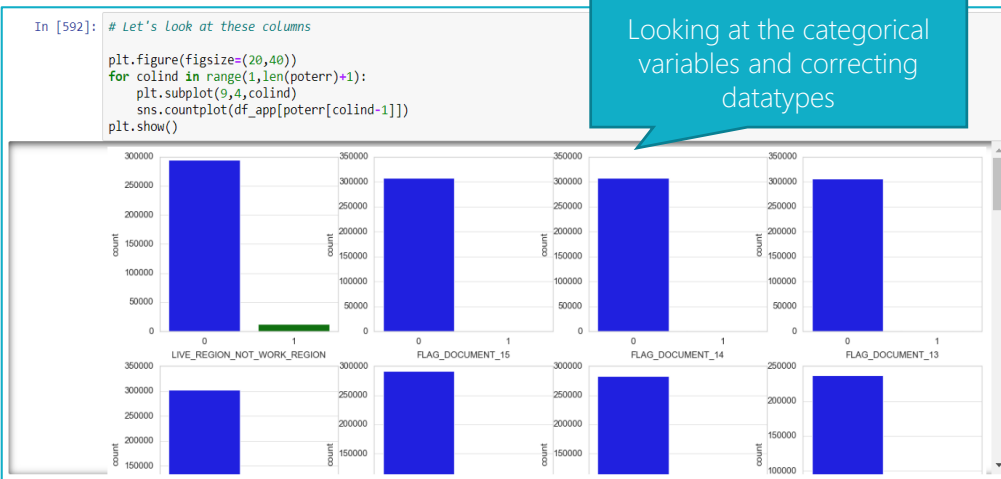 In [592]: # Let's look at these columns
plt.figure(figsize=(20,40))
for colind in range(1,len(poterr)+1):
plt.subplot(9,4,colind)
sns.countplot(df_app[poterr[colind-1]])
plt.show()
Looking at the categorical
variables and correcting
datatypes
300000
250000
200000
150000
100000
50000
0
count
0 1
LIVE_REGION_NOT_WORK_REGION
350000
300000
250000
200000
150000
100000
50000
0
count
0 1
FLAG_DOCUMENT_15
350000
300000
250000
200000
150000
100000
50000
0
count
0 1
FLAG_DOCUMENT_14
350000
300000
250000
200000
150000
100000
50000
0
count
0 1
FLAG_DOCUMENT_13
350000
300000
250000
200000
150000
count
300000
250000
200000
150000
count
300000
250000
200000
150000
count
250000
200000
150000
100000
count